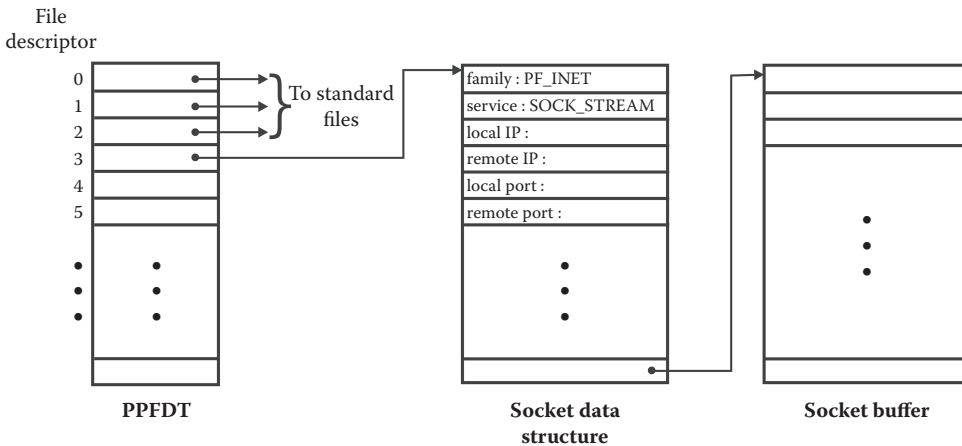 File
descriptor
0
1
2
3
4
5
To standard
files
PPFDT
family : PF_INET
service : SOCK_STREAM
local IP :
remote IP :
local port :
remote port :
Socket data
structure
Socket buffer